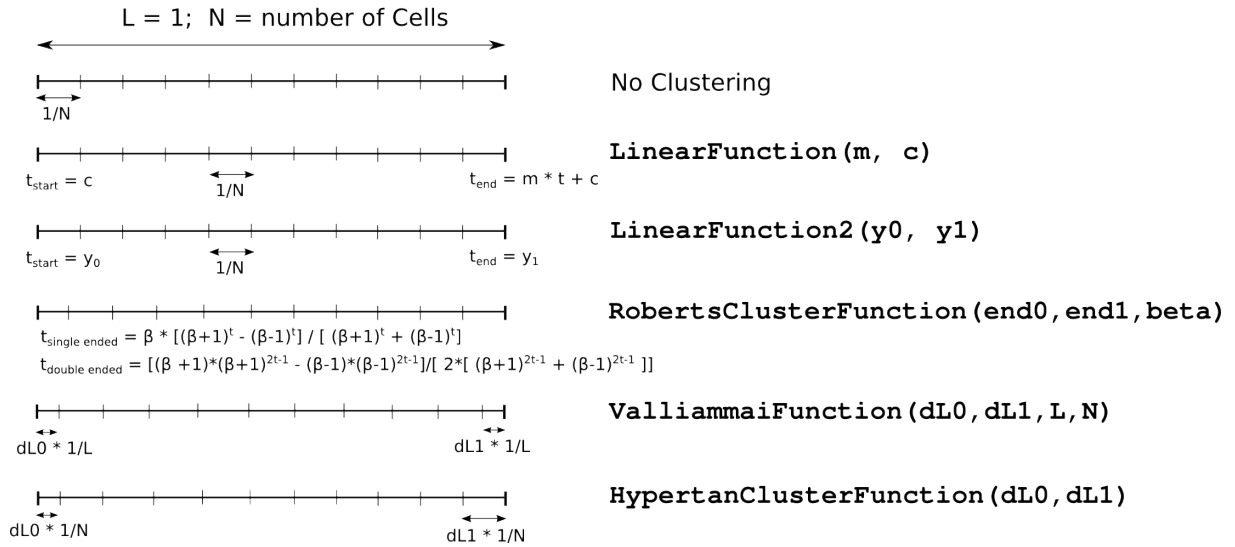 L = 1;  N = number of Cells
No Clustering
1/N
LinearFunction(m, c)
t_start = c
1/N
t_end = m * t + c
LinearFunction2(y0, y1)
t_start = y_0
1/N
t_end = y_1
RobertsClusterFunction(end0,end1,beta)
t_single ended = β * [(β+1)^t - (β-1)^t] / [ (β+1)^t + (β-1)^t]
t_double ended = [(β +1)*(β+1)^2t-1 - (β-1)*(β-1)^2t-1]/[ 2*[ (β+1)^2t-1 + (β-1)^2t-1 ]]
ValliammaiFunction(dL0,dL1,L,N)
dL0 * 1/L
dL1 * 1/L
HypertanClusterFunction(dL0,dL1)
dL0 * 1/N
dL1 * 1/N